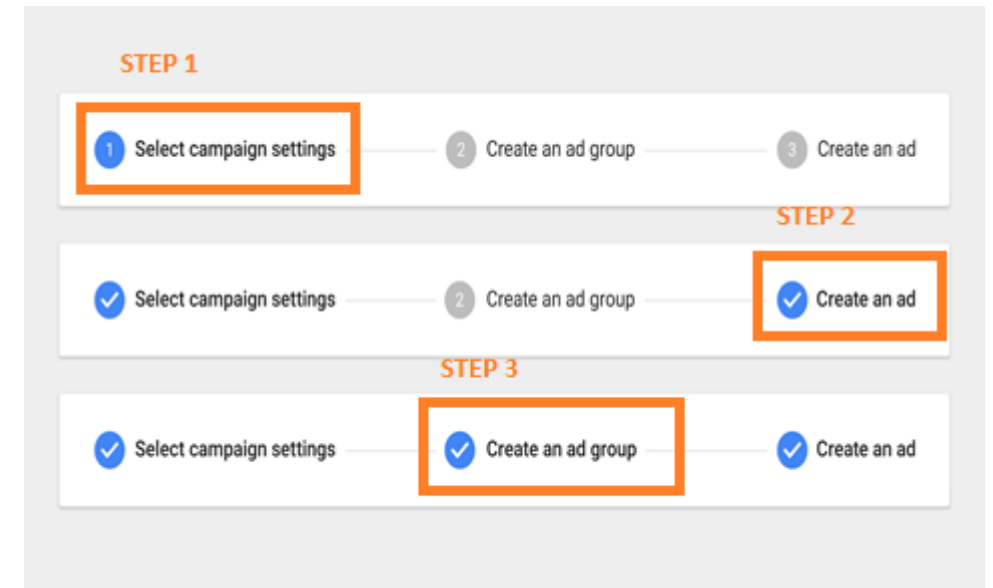 STEP 1
1 Select campaign settings 2 Create an ad group 3 Create an ad
STEP 2
Select campaign settings 2 Create an ad group Create an ad
STEP 3
Select campaign settings Create an ad group Create an ad